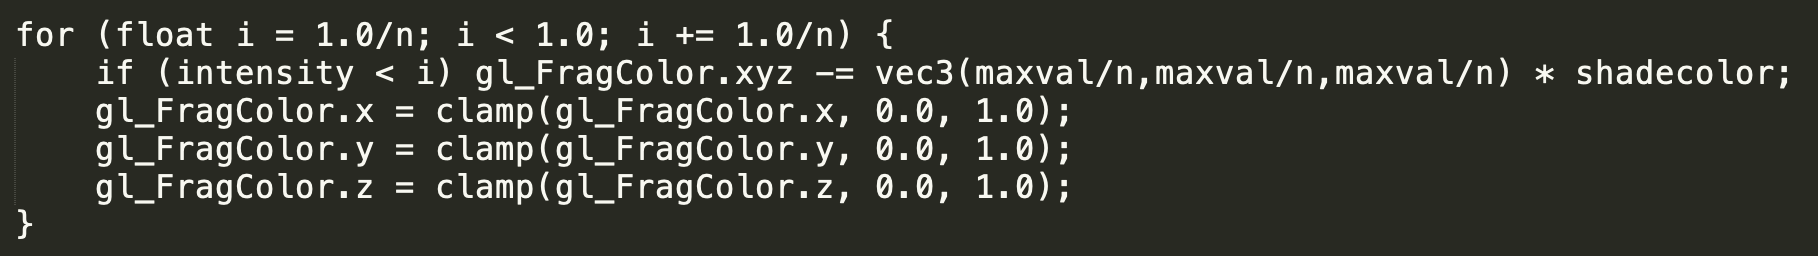 for (float i = 1.0/n; i < 1.0; i += 1.0/n) {
    if (intensity < i) gl_FragColor.xyz -= vec3(maxval/n,maxval/n,maxval/n) * shadecolor;
    gl_FragColor.x = clamp(gl_FragColor.x, 0.0, 1.0);
    gl_FragColor.y = clamp(gl_FragColor.y, 0.0, 1.0);
    gl_FragColor.z = clamp(gl_FragColor.z, 0.0, 1.0);
}